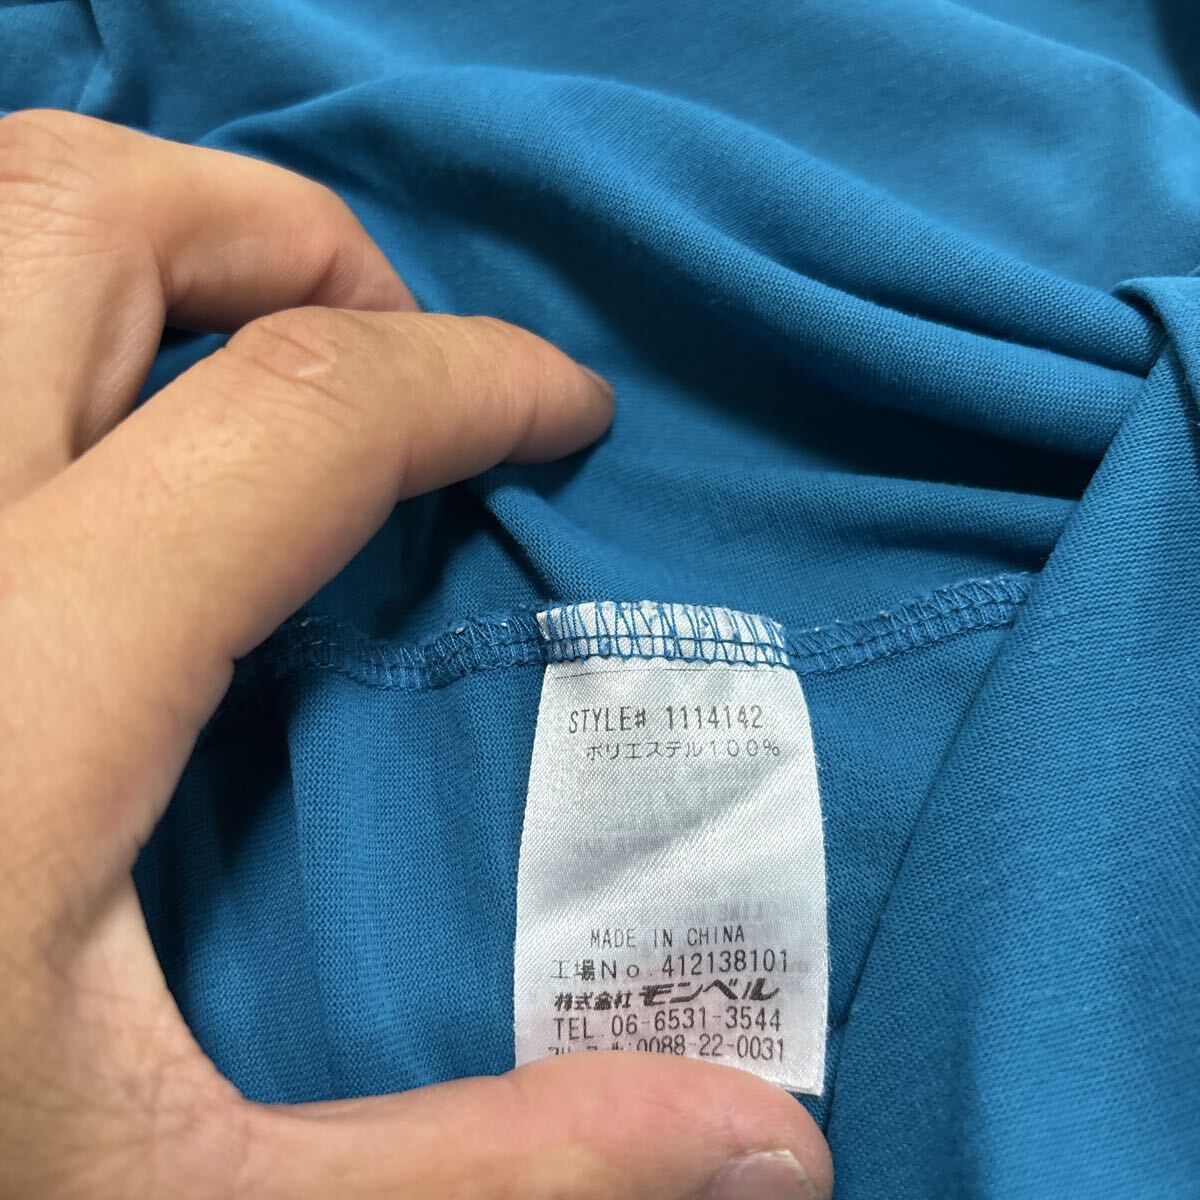 STYLE# 1114142
ポリエステル100%
MADE IN CHINA
工場No.412138101
株式会社 モンベル
TEL.06-6531-3544
:0088-22-0031